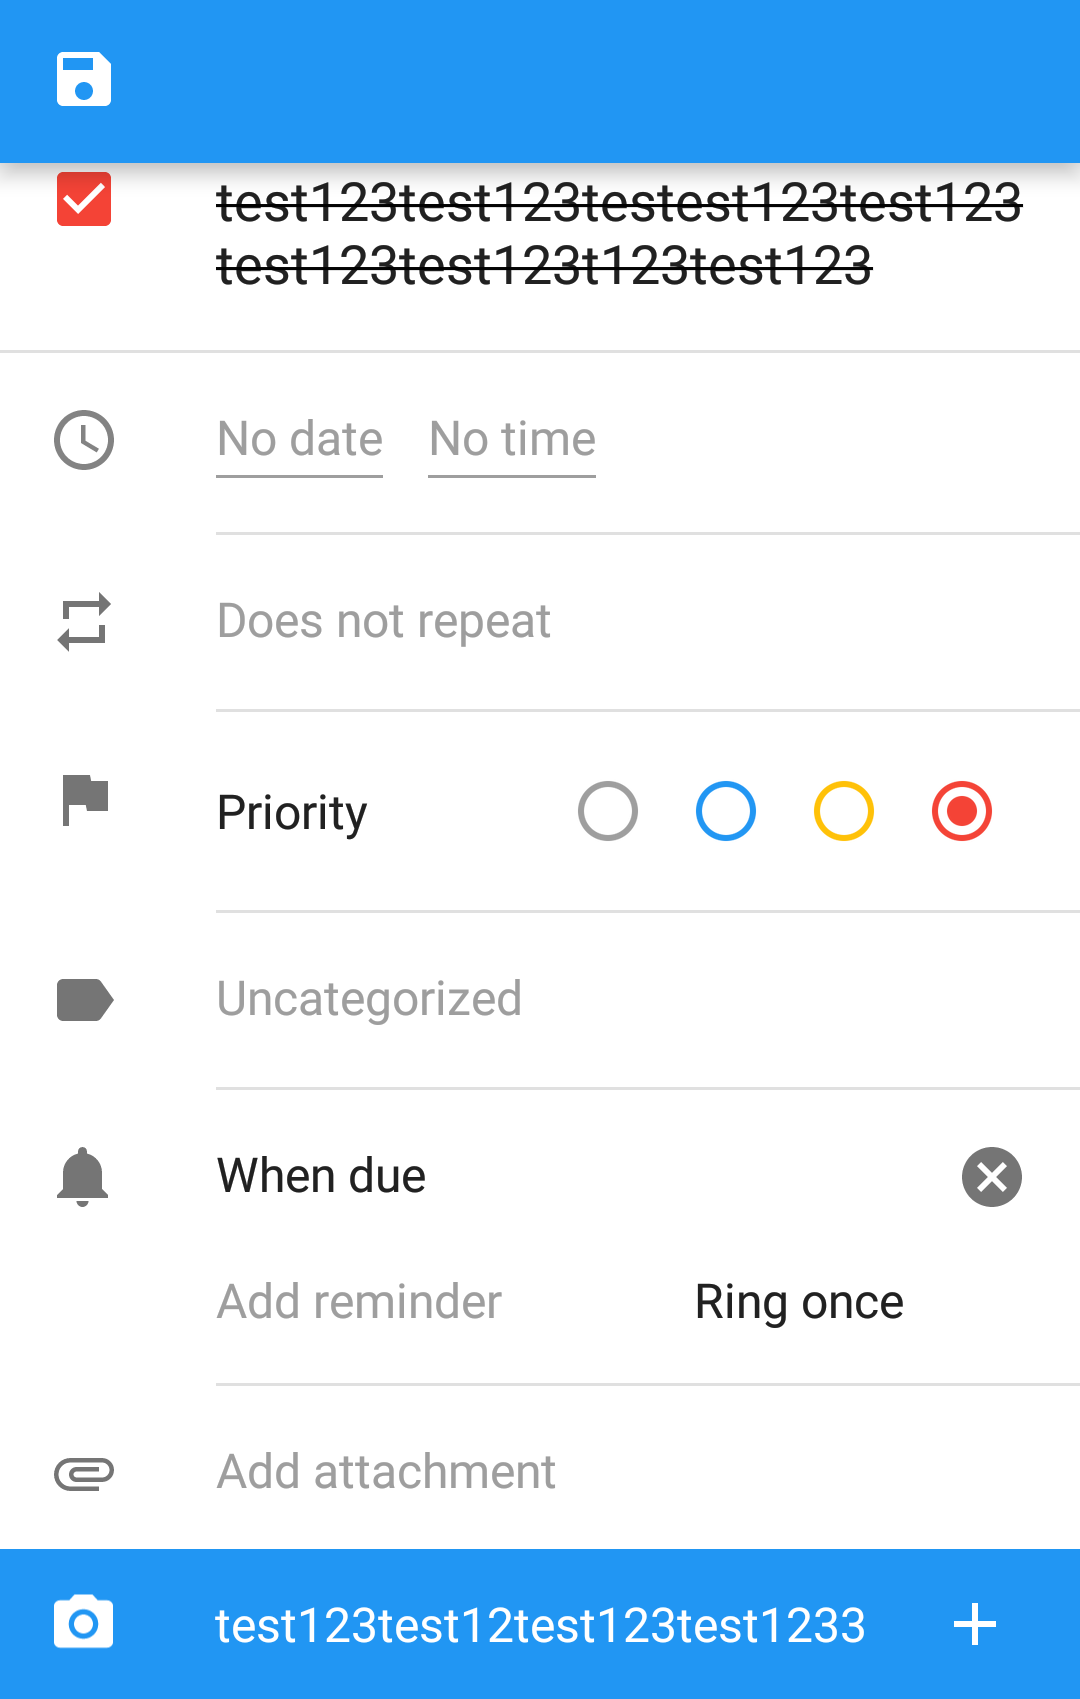 test123test123testest123test123
test123test123t123test123
No date No time
Does not repeat
Priority
Uncategorized
When due
Add reminder Ring once
Add attachment
test123test12test123test1233